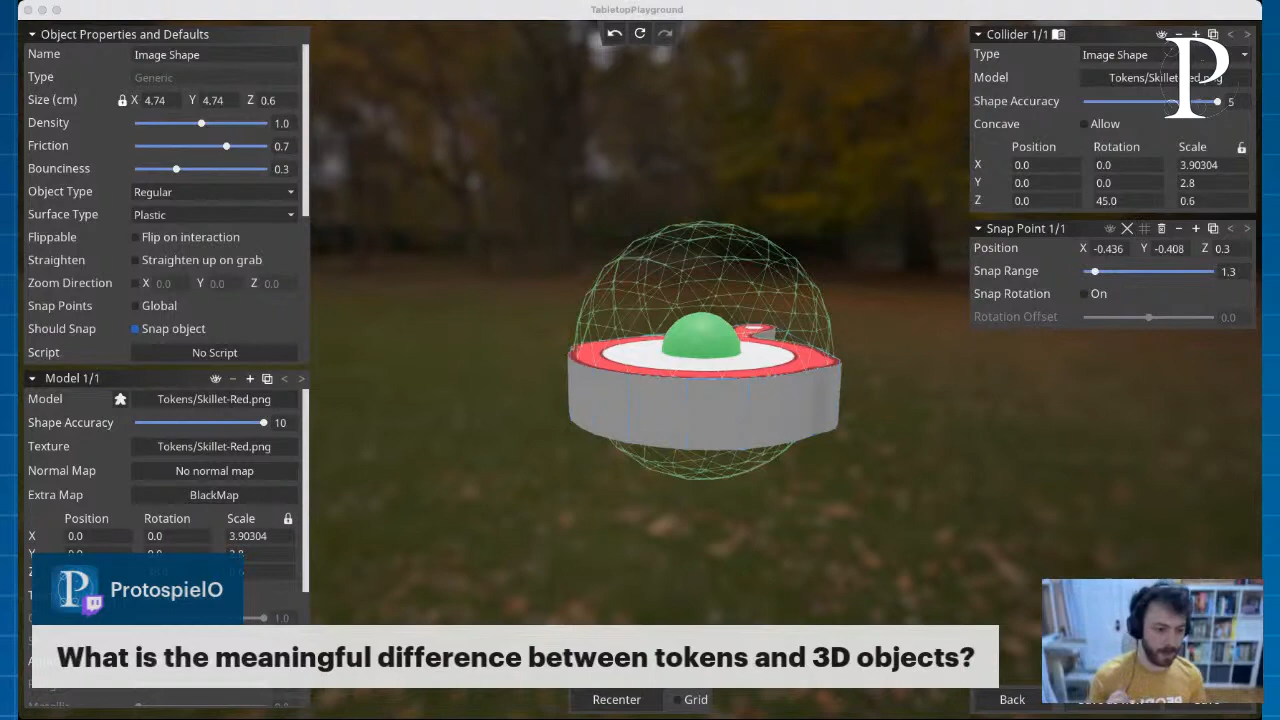 TabletopPlayground
Object Properties and Defaults
Name Image Shape
Type Generic
Size (cm) X 4.74 Y 4.74 Z 0.6
Density 1.0
Friction 0.7
Bounciness 0.3
Object Type Regular
Surface Type Plastic
Flippable Flip on interaction
Straighten Straighten up on grab
Zoom Direction X 0.0 Y 0.0 Z 0.0
Snap Points Global
Should Snap Snap object
Script No Script
Model 1/1
Model Tokens/Skillet-Red.png
Shape Accuracy 10
Texture Tokens/Skillet-Red.png
Normal Map No normal map
Extra Map BlackMap
Position Rotation Scale
X 0.0 0.0 3.90304
1.0
Collider 1/1
Type Image Shape
Model Tokens/Skillet-Red.png
Shape Accuracy 5
Concave Allow
Position Rotation Scale
X 0.0 0.0 3.90304
Y 0.0 0.0 2.8
Z 0.0 45.0 0.6
P
Snap Point 1/1
Position X -0.436 Y -0.408 Z 0.3
Snap Range 1.3
Snap Rotation On
Rotation Offset 0.0
P ProtospielO
What is the meaningful difference between tokens and 3D objects?
Recenter Grid
Back